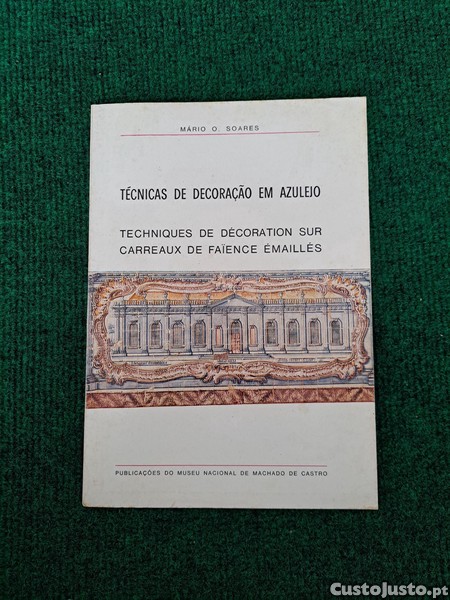 MÁRIO O. SOARES
TÉCNICAS DE DECORAÇÃO EM AZULEJO
TECHNIQUES DE DÉCORATION SUR
CARREAUX DE FAÏENCE ÉMAILLÉS
PUBLICAÇÕES DO MUSEU NACIONAL DE MACHADO DE CASTRO
CustoJusto.pt